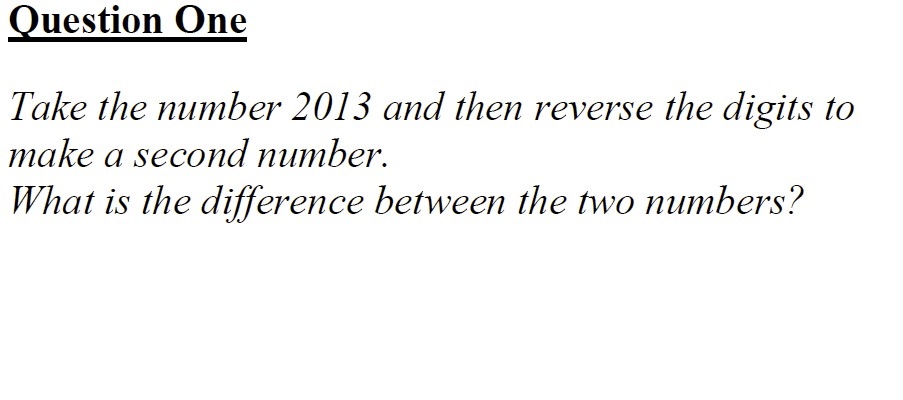 Question One
Take the number 2013 and then reverse the digits to
make a second number.
What is the difference between the two numbers?